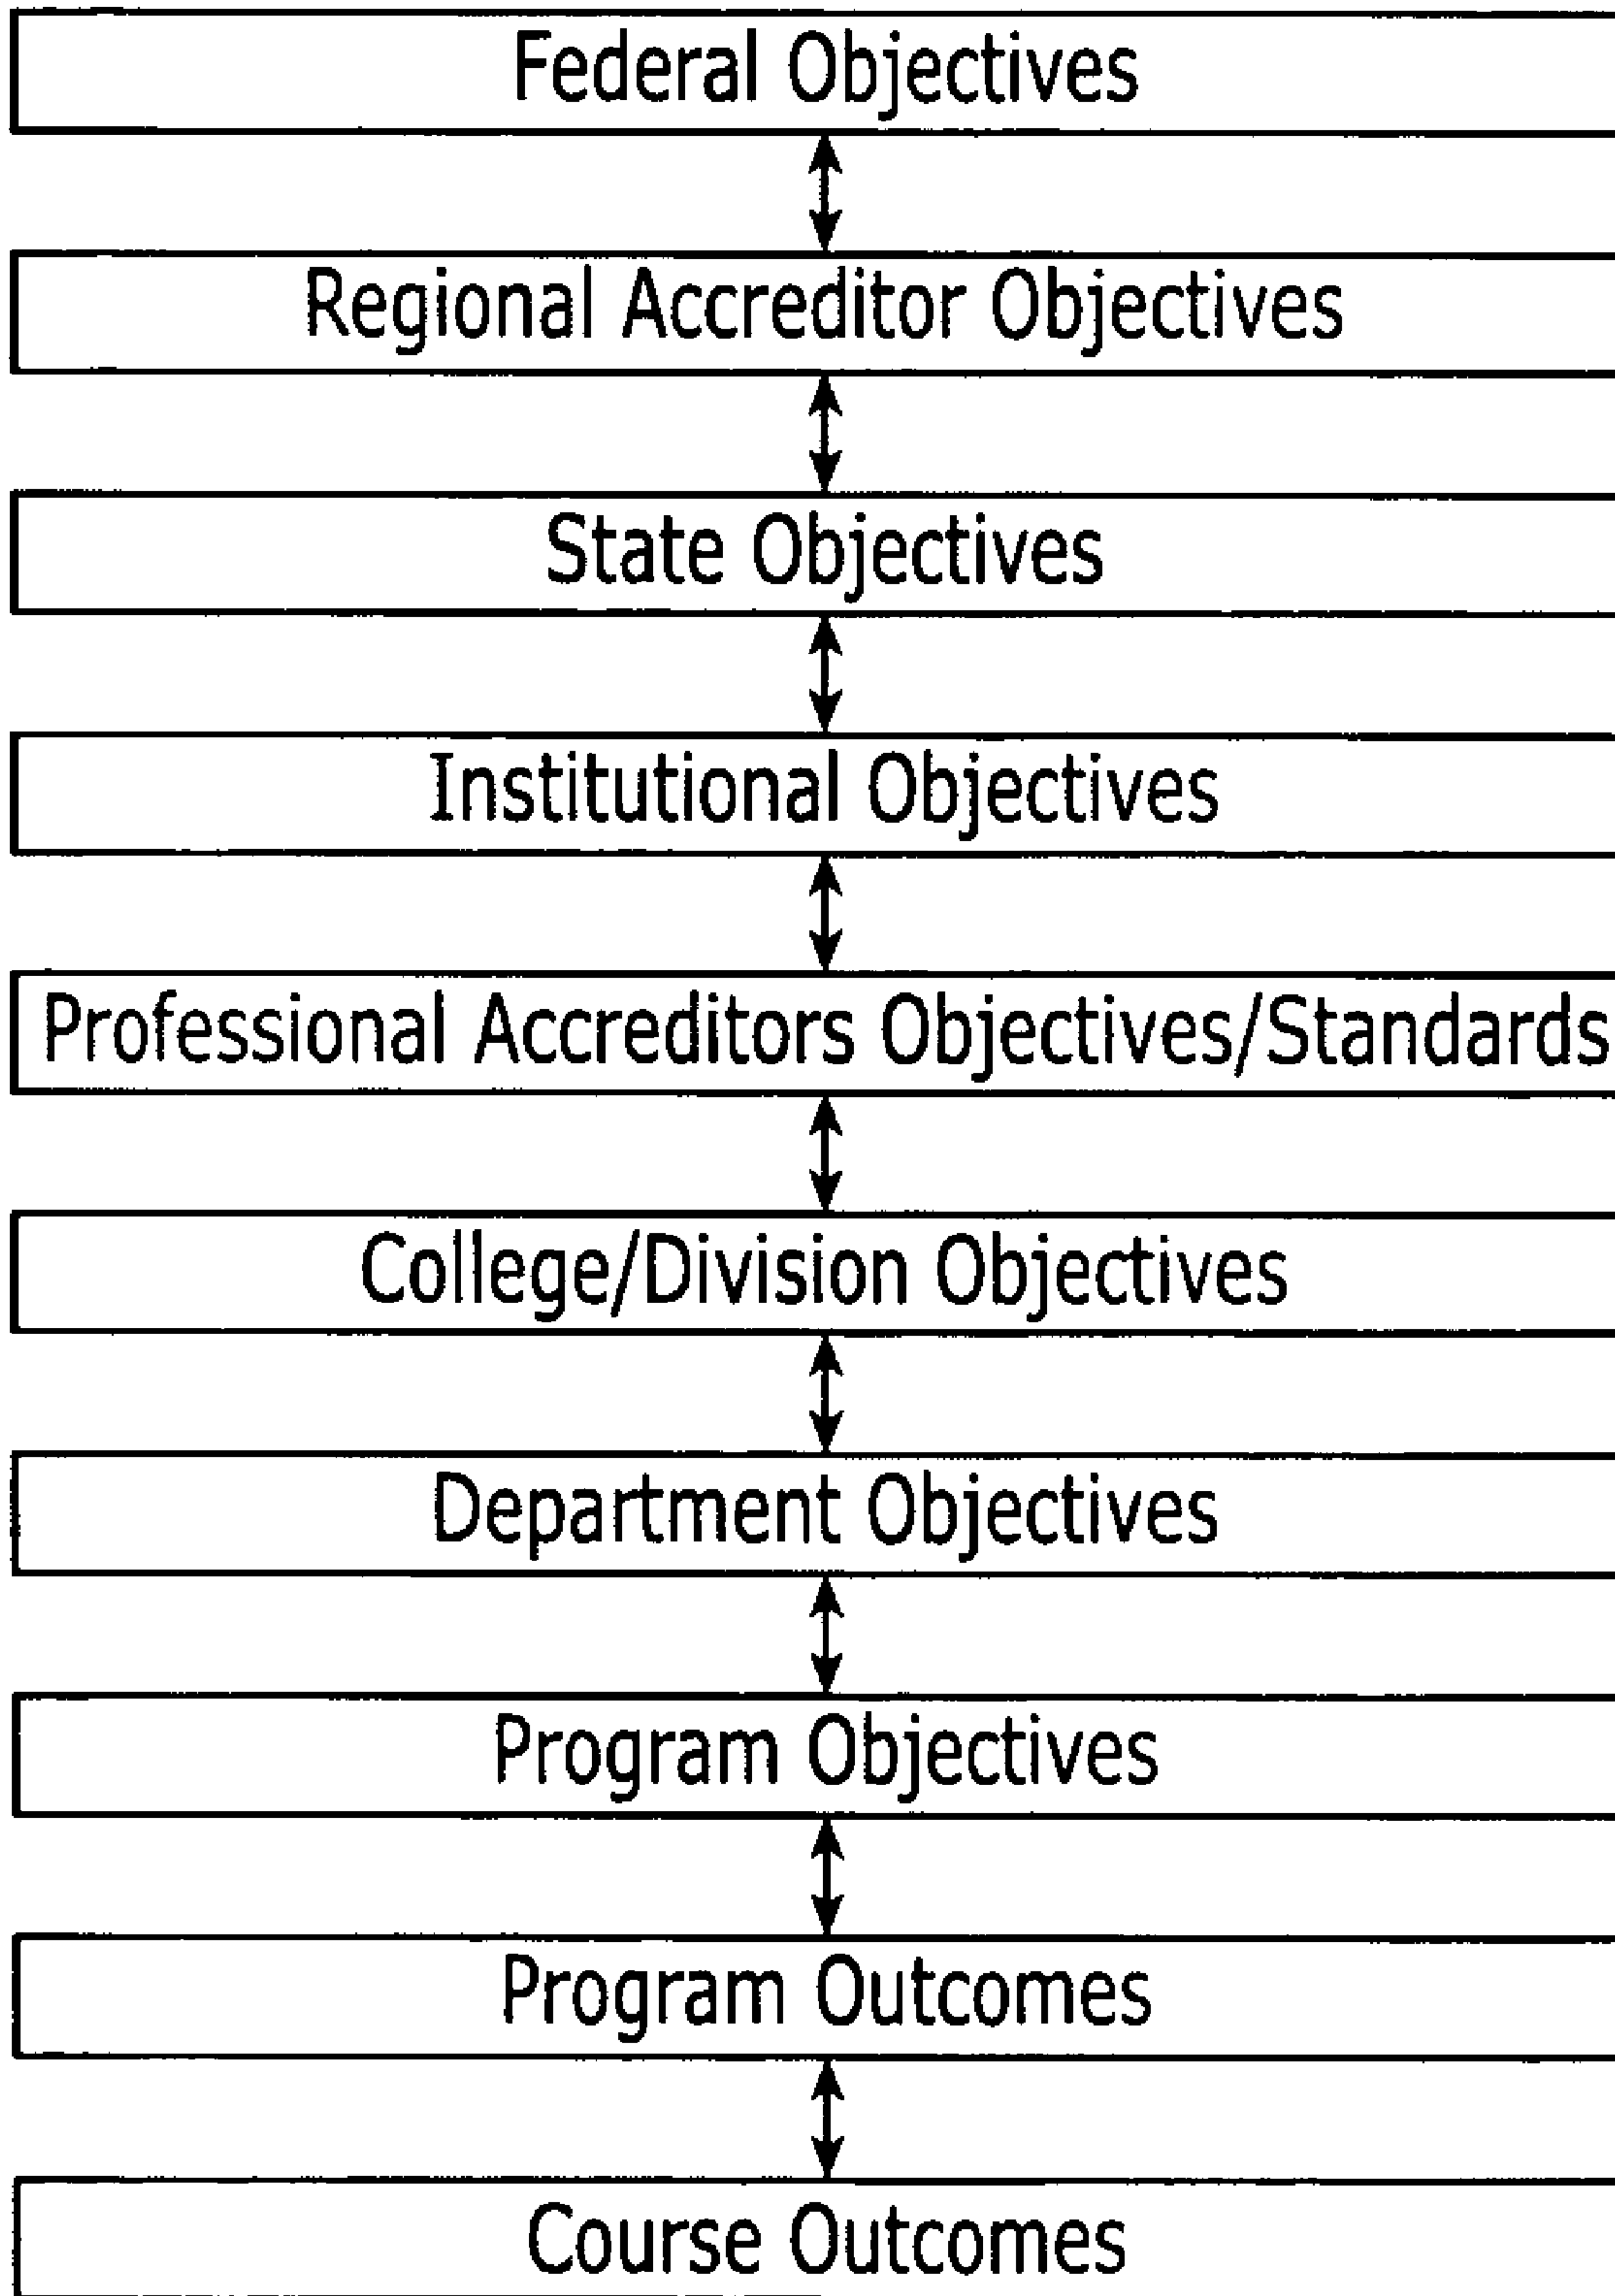 Federal Objectives
Regional Accreditor Objectives
State Objectives
Institutional Objectives
Professional Accreditors Objectives/Standards
College/Division Objectives
Department Objectives
Program Objectives
Program Outcomes
Course Outcomes